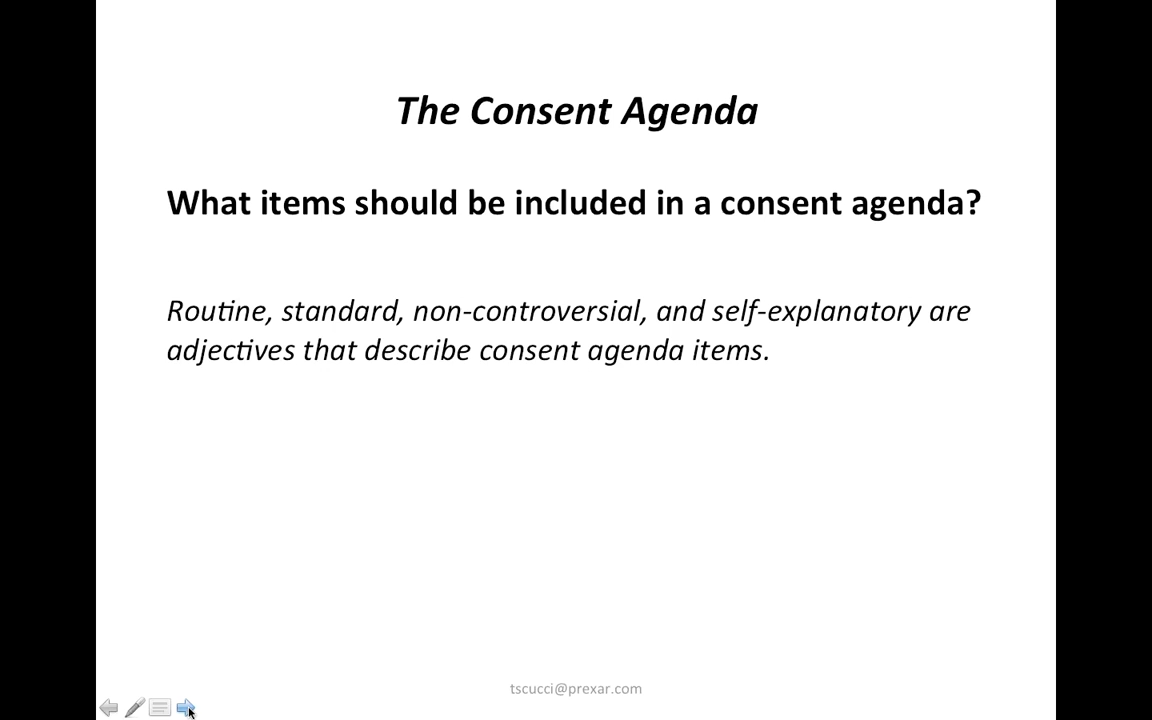 The Consent Agenda
What items should be included in a consent agenda?
Routine, standard, non-controversial, and self-explanatory are
adjectives that describe consent agenda items.
tscucci@prexar.com